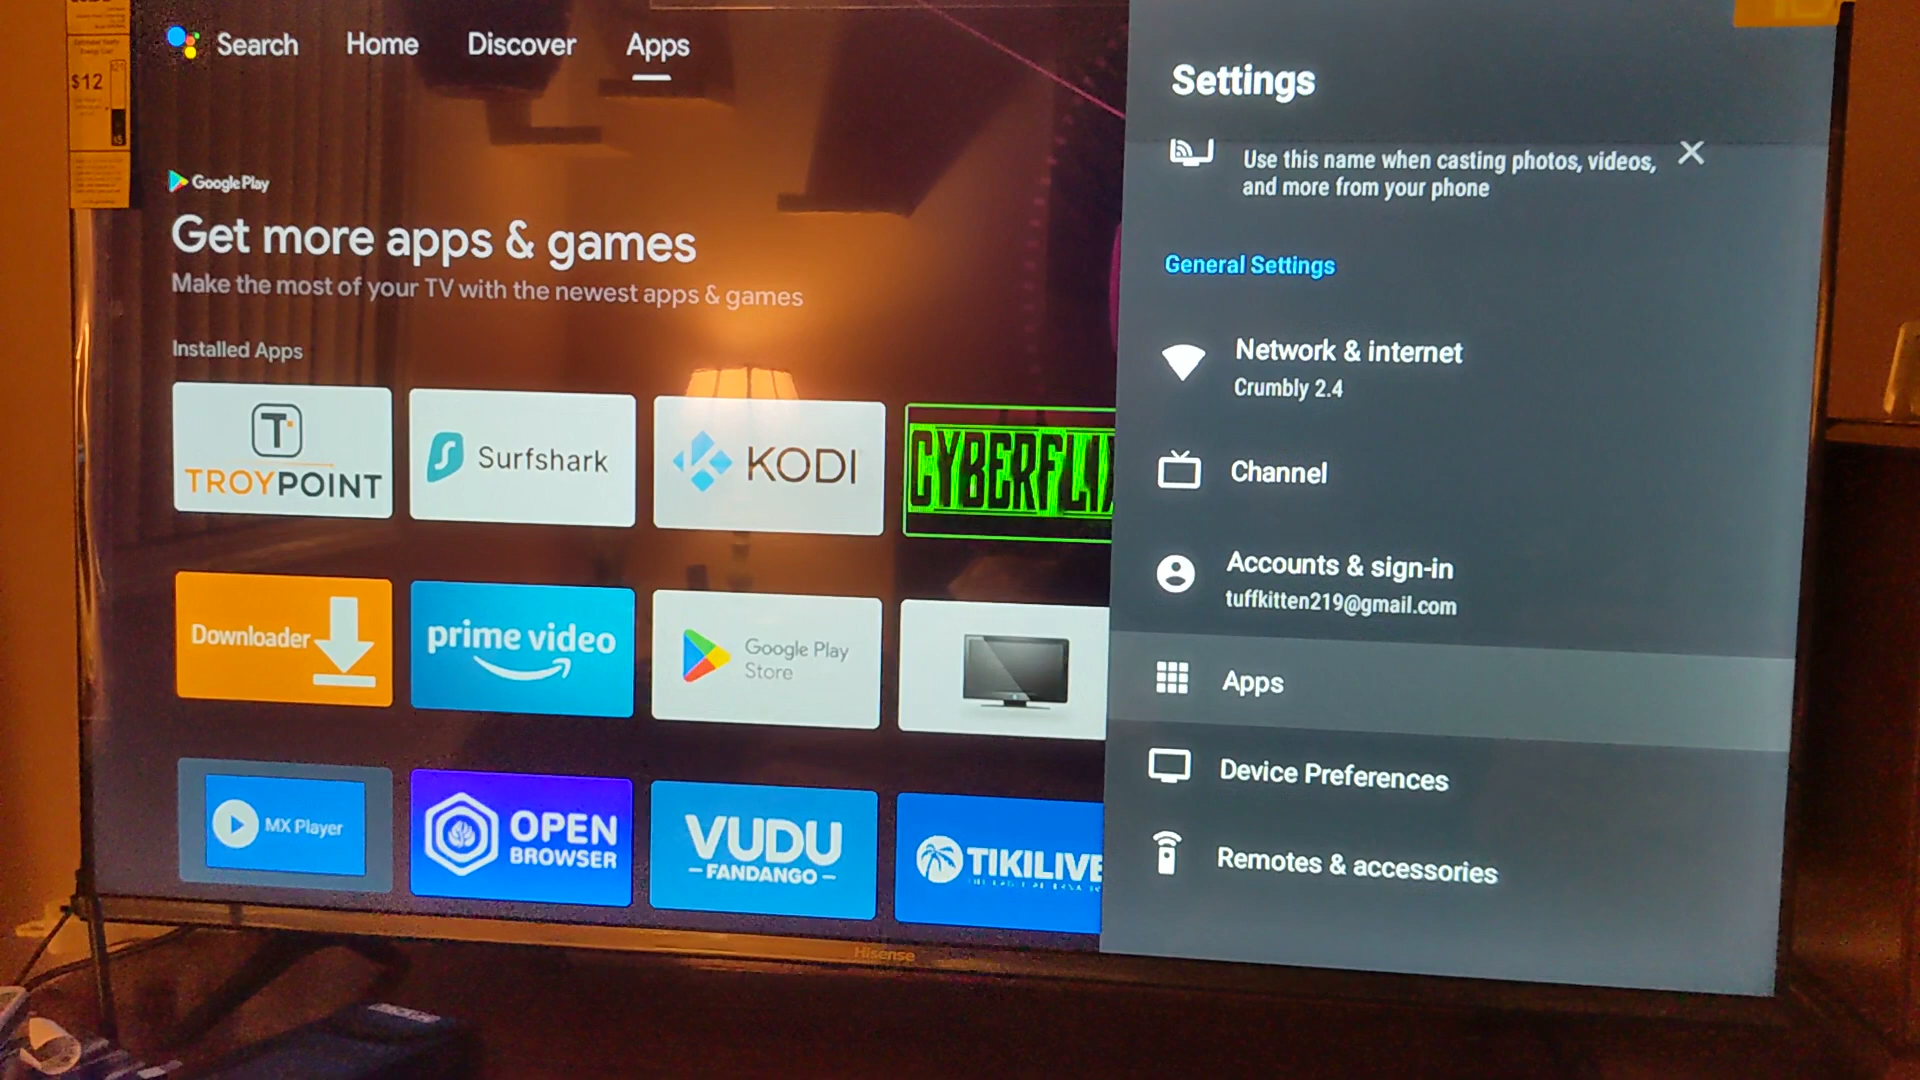 Search
Home
Discover
Apps
$12
Google Play
Get more apps & games
Make the most of your TV with the newest apps & games
Installed Apps
T
TROYPOINT
Surfshark
KODI
CYBERFLIX
Downloader
prime video
Google Play
Store
MX Player
OPEN
BROWSER
VUDU
FANDANGO
TIKILIVE
Hisense
Settings
Use this name when casting photos, videos,
and more from your phone
General Settings
Network & internet
Crumbly 2.4
Channel
Accounts & sign-in
tuffkitten219@gmail.com
Apps
Device Preferences
Remotes & accessories